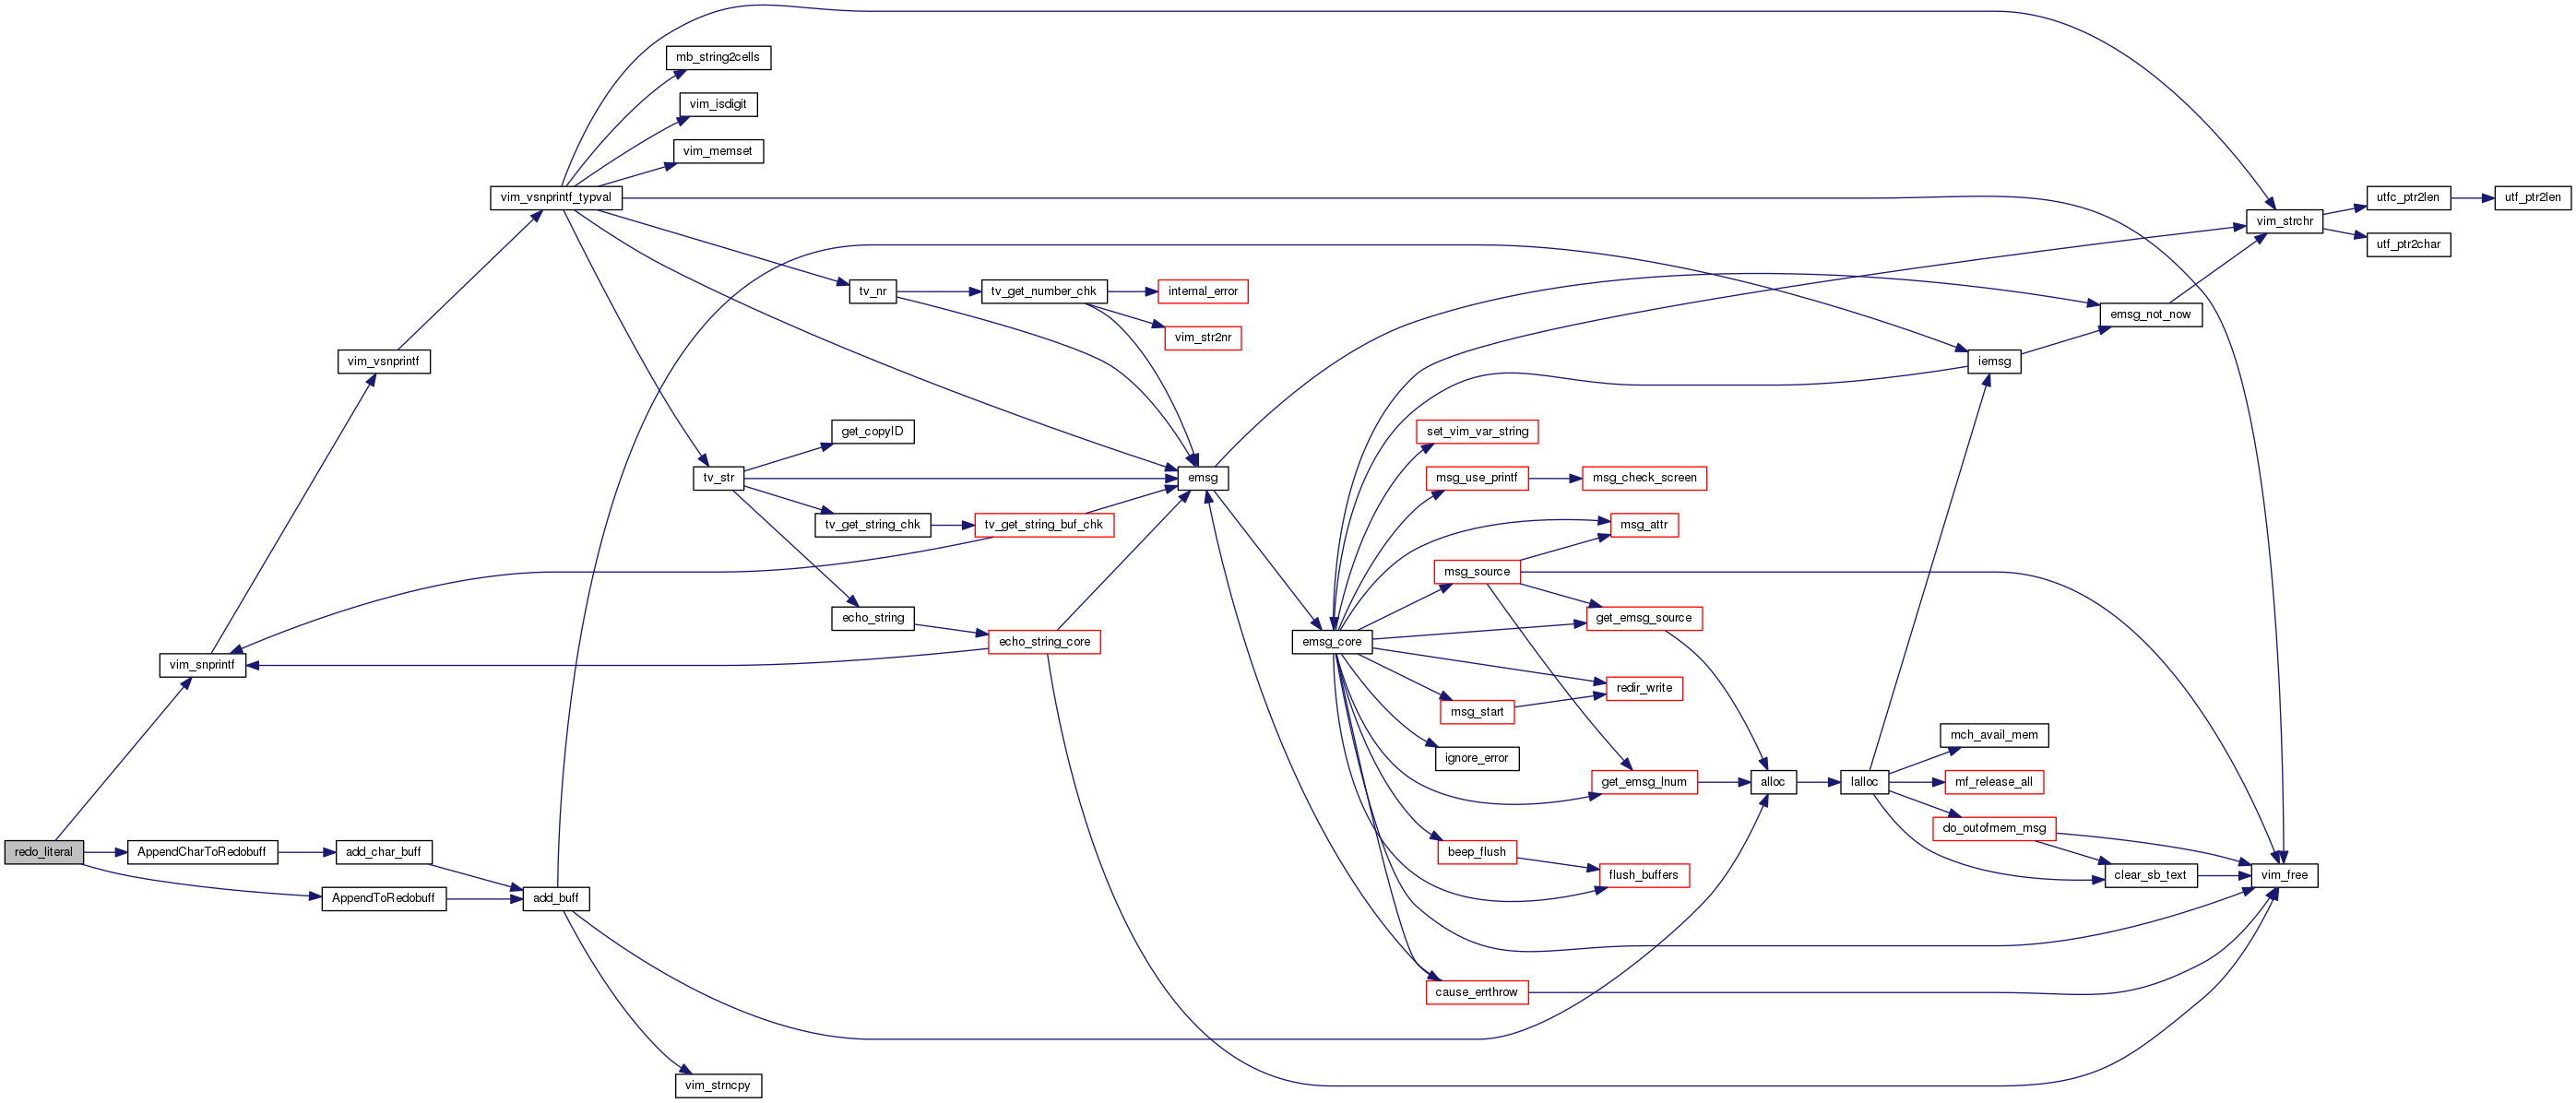 mb_string2cells
vim_isdigit
vim_memset
vim_vsnprintf_typval
utfc_ptr2len
utf_ptr2len
vim_strchr
utf_ptr2char
tv_nr
tv_get_number_chk
internal_error
emsg_not_now
vim_str2nr
vim_vsnprintf
iemsg
get_copyID
set_vim_var_string
tv_str
emsg
msg_use_printf
msg_check_screen
tv_get_string_chk
tv_get_string_buf_chk
msg_attr
msg_source
echo_string
get_emsg_source
echo_string_core
emsg_core
vim_snprintf
redir_write
msg_start
mch_avail_mem
ignore_error
get_emsg_lnum
alloc
lalloc
mf_release_all
do_outofmem_msg
redo_literal
AppendCharToRedobuff
add_char_buff
beep_flush
flush_buffers
clear_sb_text
vim_free
AppendToRedobuff
add_buff
cause_errthrow
vim_strncpy